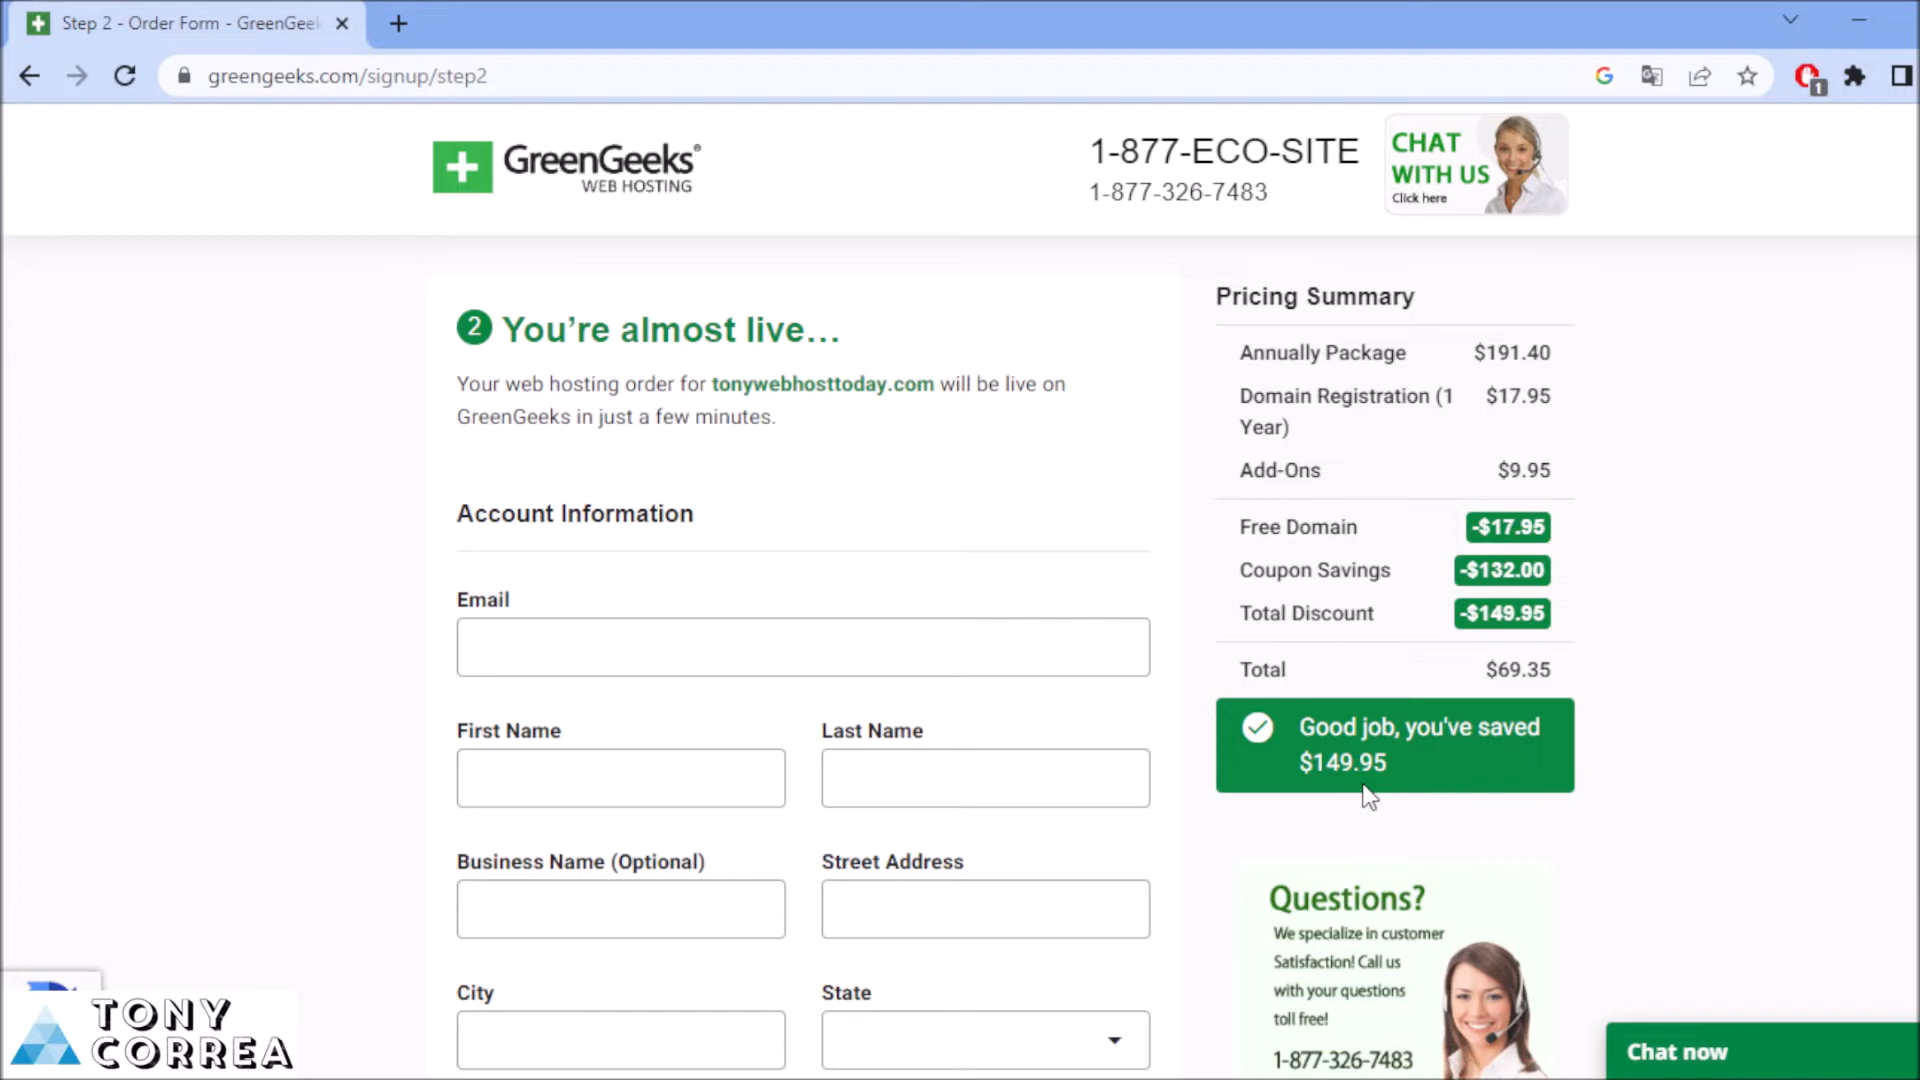 Step 2 - Order Form - GreenGeek
greengeeks.com/signup/step2
1
GreenGeeks®
WEB HOSTING
1-877-ECO-SITE
1-877-326-7483
CHAT
WITH US
Click here
2 You're almost live...
Your web hosting order for tonywebhosttoday.com will be live on
GreenGeeks in just a few minutes.
Account Information
Email
First Name
Last Name
Business Name (Optional)
Street Address
City
State
Pricing Summary
Annually Package $191.40
Domain Registration (1 $17.95
Year)
Add-Ons $9.95
Free Domain -$17.95
Coupon Savings -$132.00
Total Discount -$149.95
Total $69.35
Good job, you've saved
$149.95
Questions?
We specialize in customer
Satisfaction! Call us
with your questions
toll free!
1-877-326-7483
Chat now
TONY
CORREA